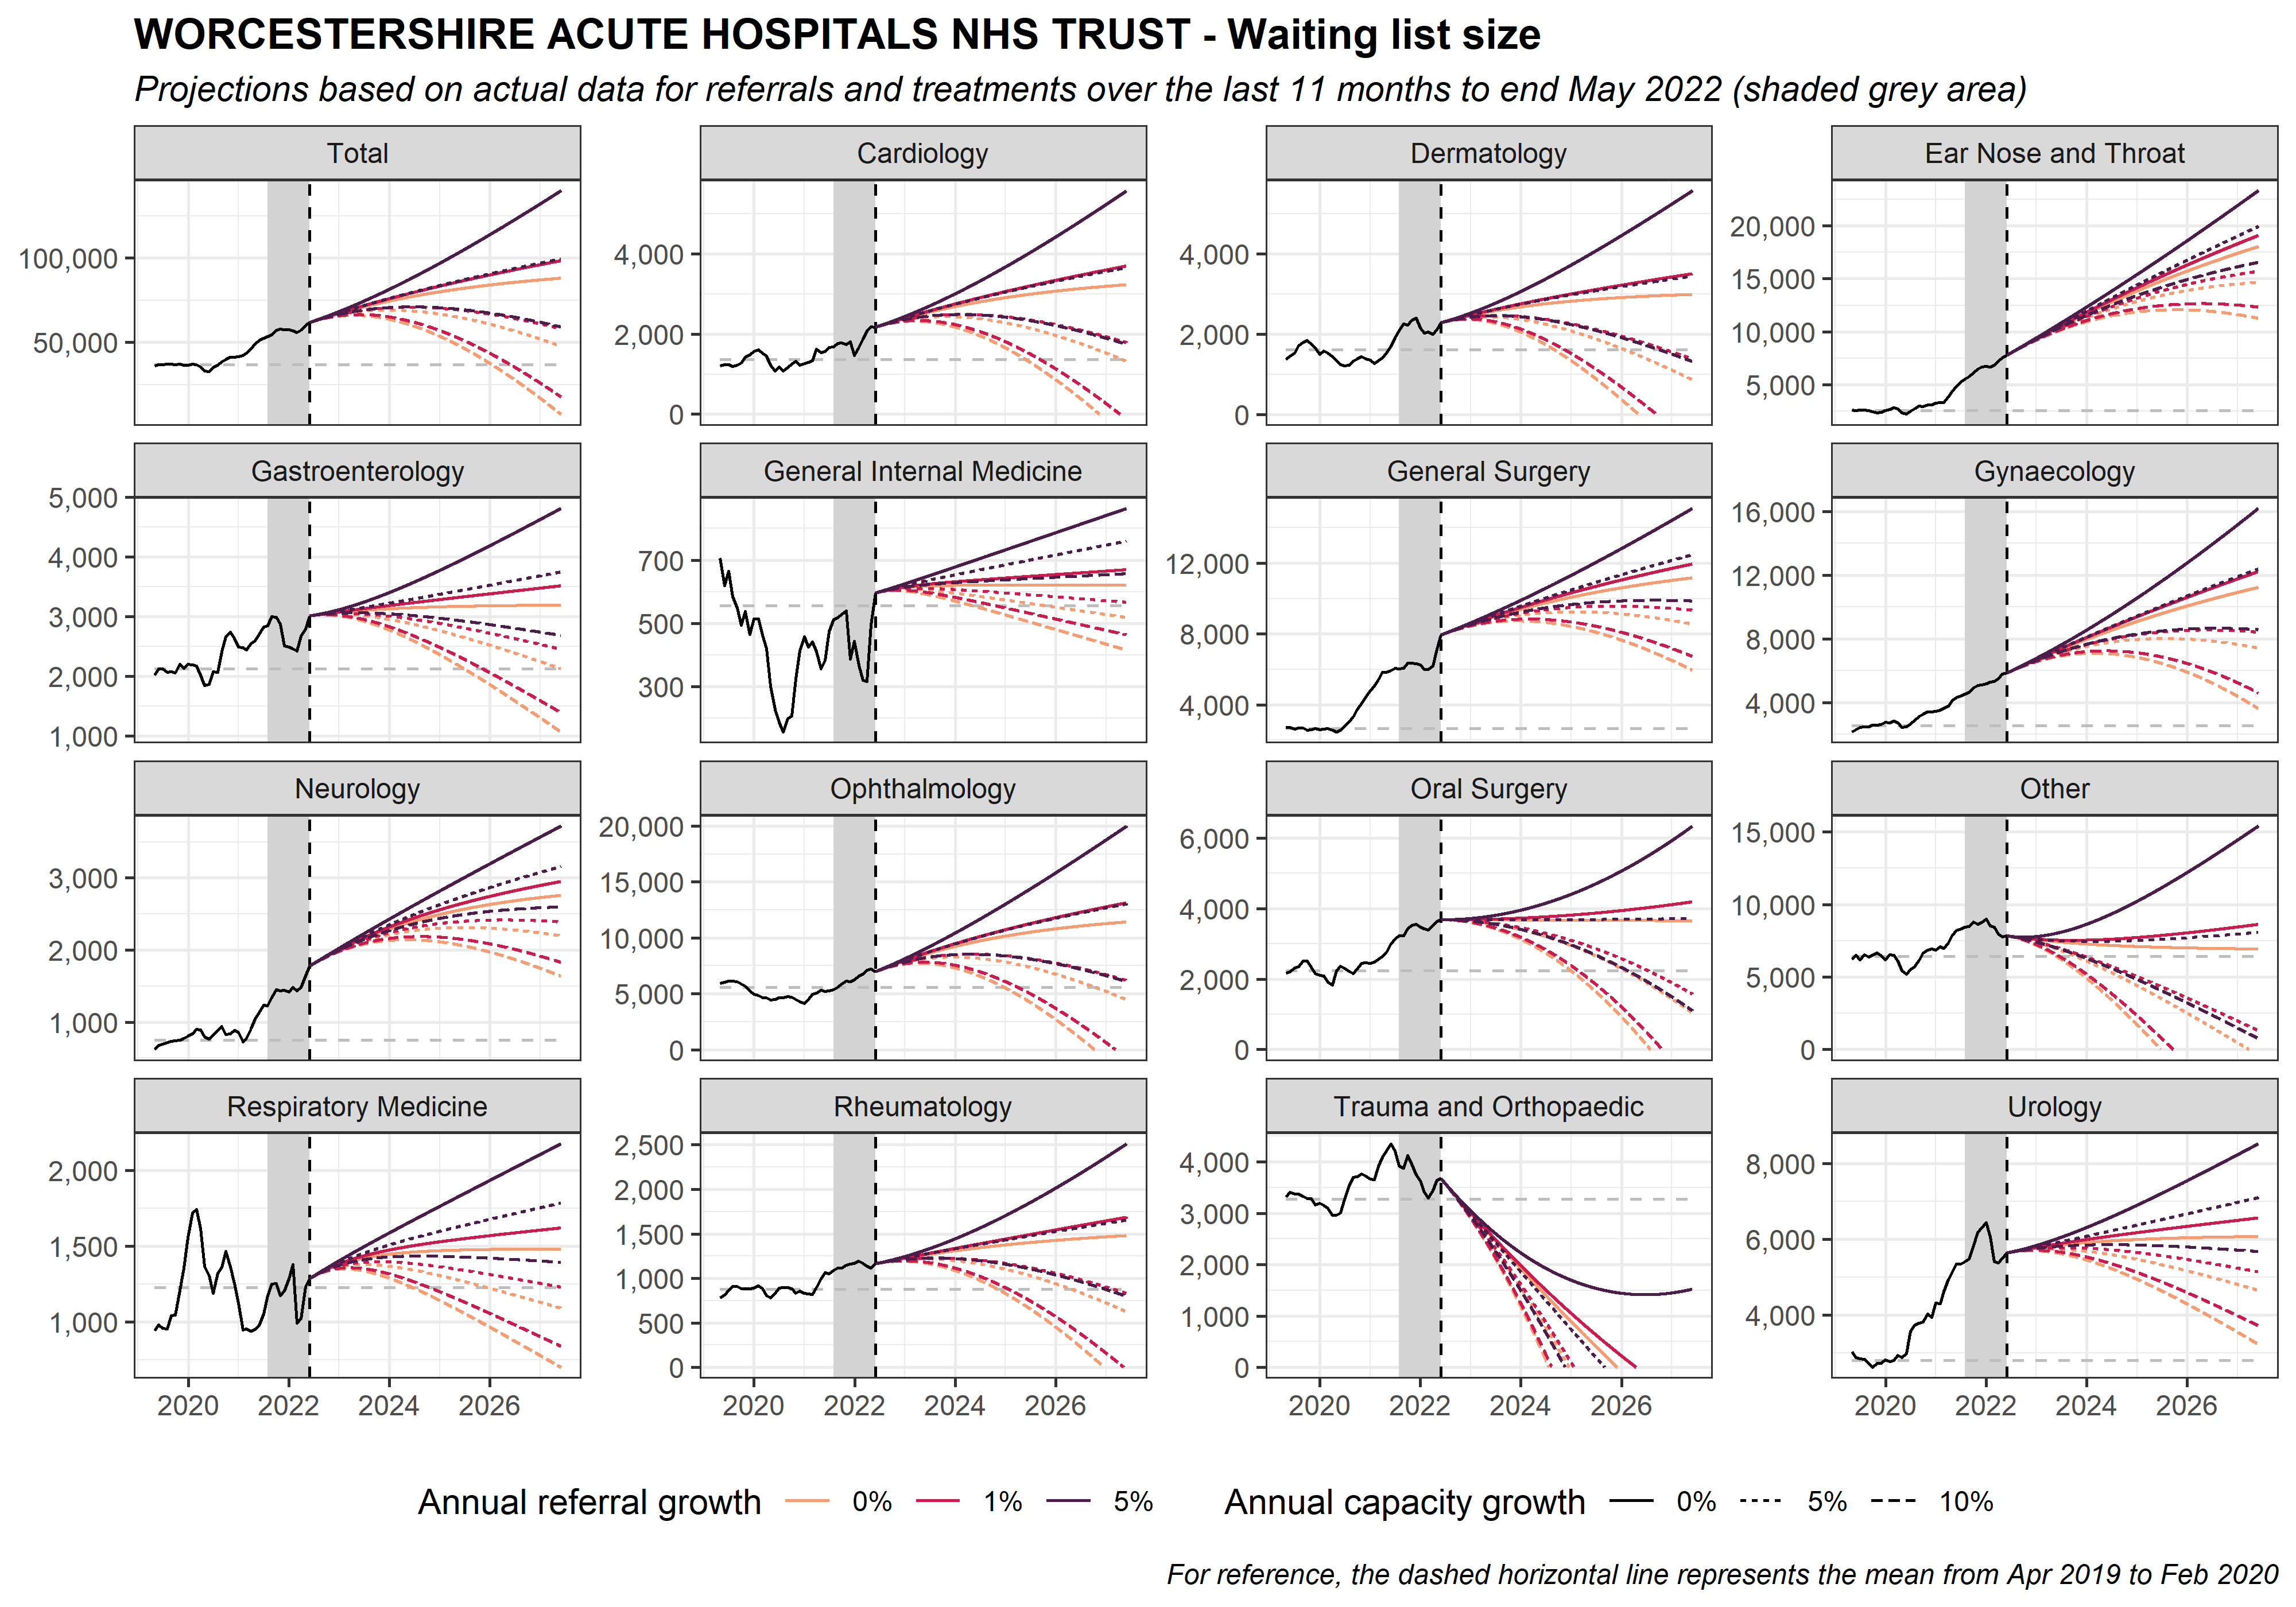 WORCESTERSHIRE ACUTE HOSPITALS NHS TRUST - Waiting list size
Projections based on actual data for referrals and treatments over the last 11 months to end May 2022 (shaded grey area)
Total
Cardiology
Dermatology
Ear Nose and Throat
100,000
50,000
4,000
2,000
0
4,000
2,000
0
20,000
15,000
10,000
5,000
Gastroenterology
General Internal Medicine
General Surgery
Gynaecology
5,000
4,000
3,000
2,000
1,000
700
500
300
12,000
8,000
4,000
16,000
12,000
8,000
4,000
Neurology
Ophthalmology
Oral Surgery
Other
3,000
2,000
1,000
20,000
15,000
10,000
5,000
0
6,000
4,000
2,000
0
15,000
10,000
5,000
0
Respiratory Medicine
Rheumatology
Trauma and Orthopaedic
Urology
2,000
1,500
1,000
2,500
2,000
1,500
1,000
500
0
4,000
3,000
2,000
1,000
0
8,000
6,000
4,000
2020 2022 2024 2026
2020 2022 2024 2026
2020 2022 2024 2026
2020 2022 2024 2026
Annual referral growth 0% 1% 5%
Annual capacity growth 0% 5% 10%
For reference, the dashed horizontal line represents the mean from Apr 2019 to Feb 2020